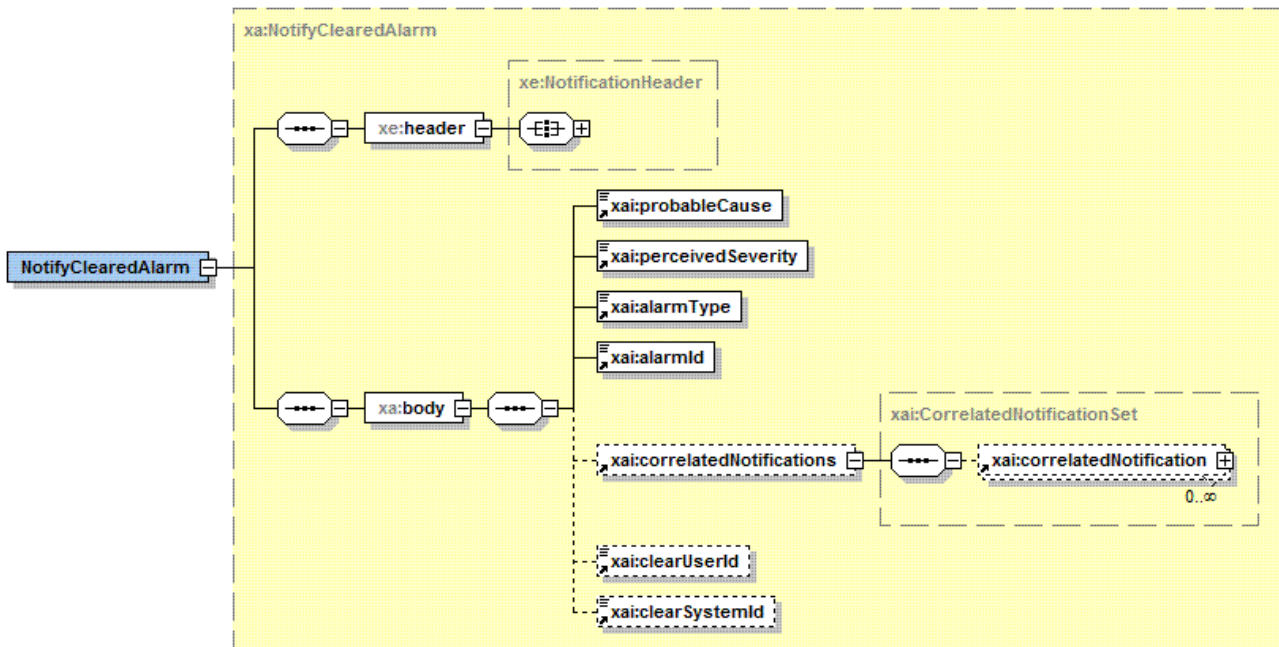 xa:NotifyClearedAlarm
xe:NotificationHeader
xe:header
xai:probableCause
xai:perceivedSeverity
NotifyClearedAlarm
xai:alarmType
xai:alarmId
xa:body
xai:CorrelatedNotificationSet
xai:correlatedNotifications
xai:correlatedNotification
0..∞
xai:clearUserId
xai:clearSystemId